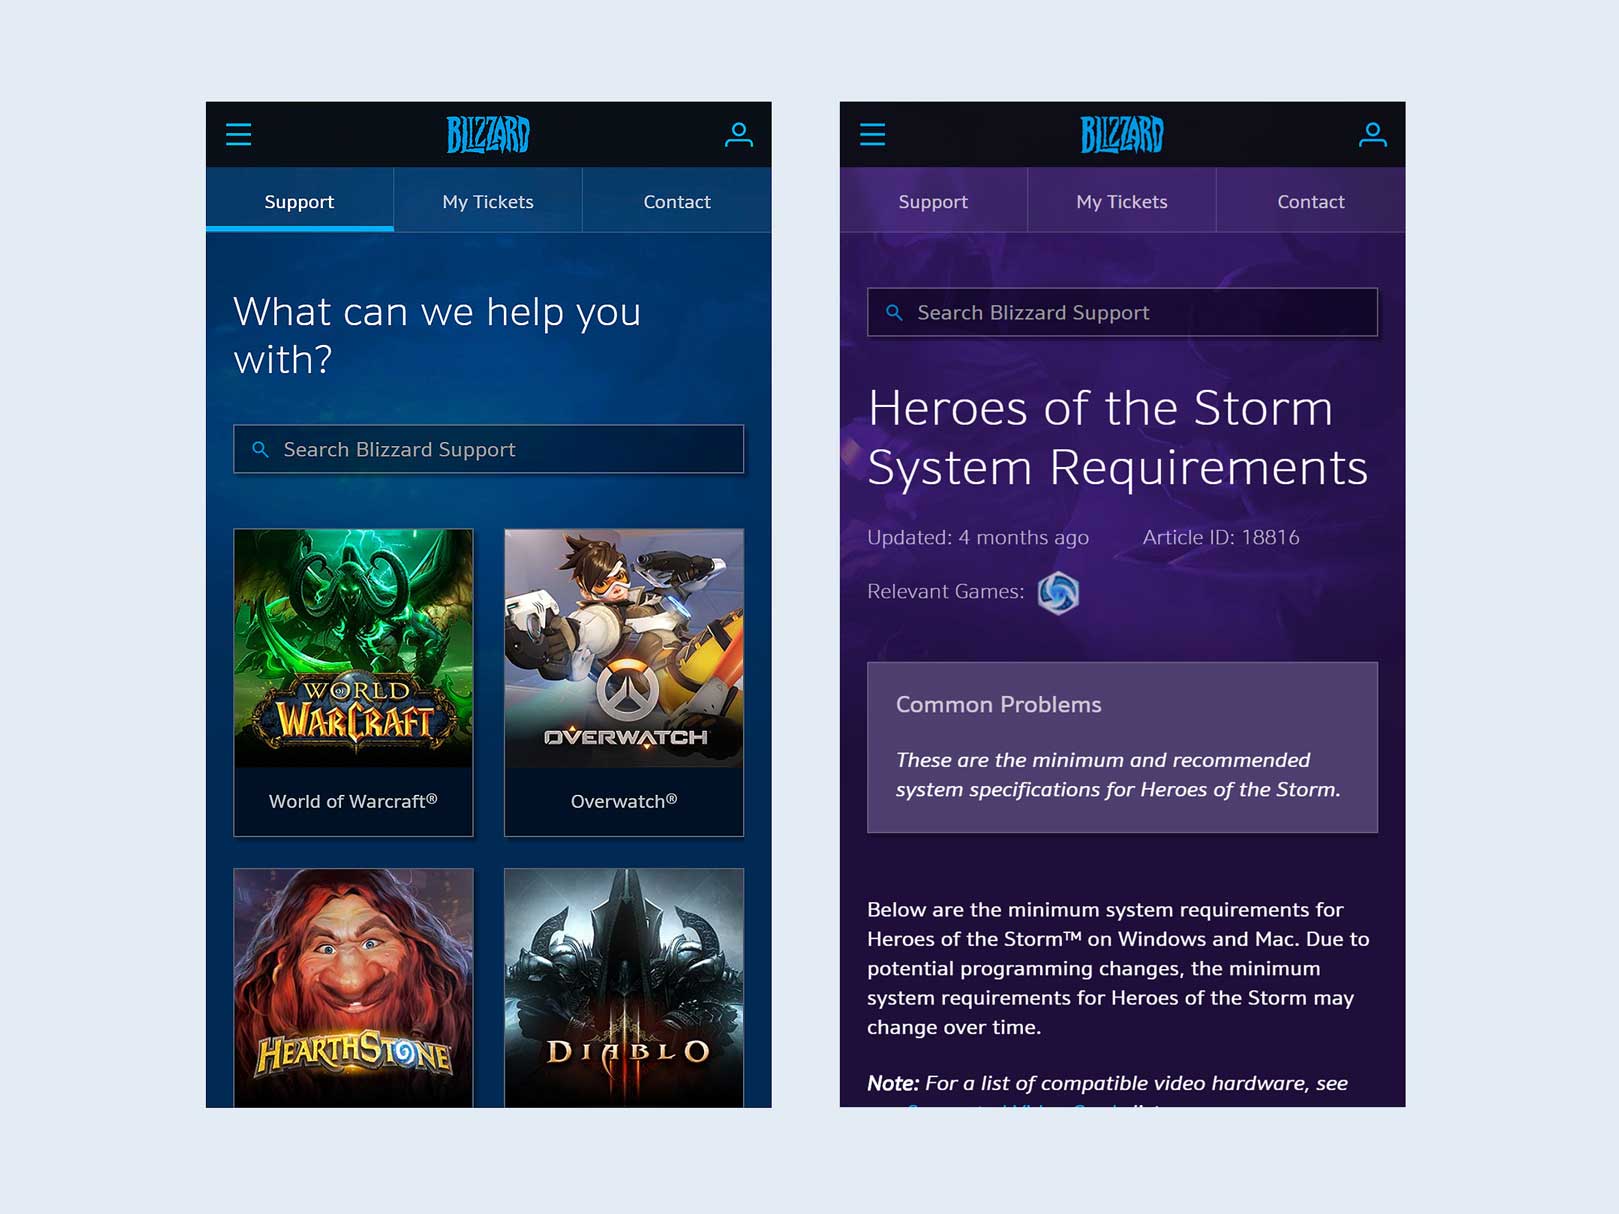 BLIZZARD
Support
My Tickets
Contact
What can we help you
with?
Search Blizzard Support
WORLD
OF
WARCRAFT
World of Warcraft®
OVERWATCH
Overwatch®
HEARTHSTONE
DIABLO
BLIZZARD
Support
My Tickets
Contact
Search Blizzard Support
Heroes of the Storm
System Requirements
Updated: 4 months ago
Article ID: 18816
Relevant Games:
Common Problems
These are the minimum and recommended
system specifications for Heroes of the Storm.
Below are the minimum system requirements for
Heroes of the Storm™ on Windows and Mac. Due to
potential programming changes, the minimum
system requirements for Heroes of the Storm may
change over time.
Note: For a list of compatible video hardware, see